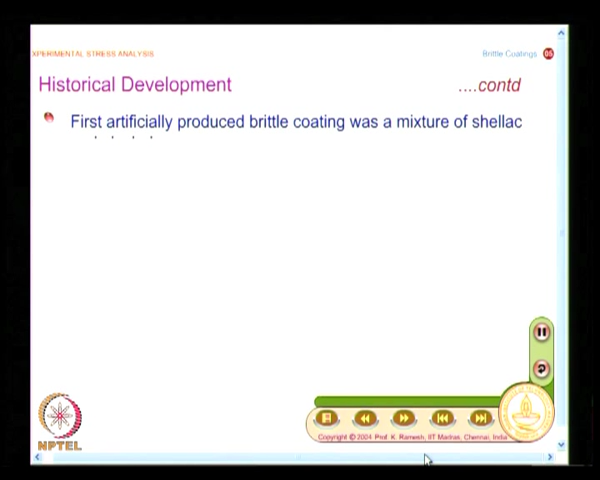 XPERIMENTAL STRESS ANALYSIS
Brittle Coatings 05
Historical Development
....contd
First artificially produced brittle coating was a mixture of shellac
NPTEL
Copyright © 2004 Prof. K. Ramesh, IIT Madras, Chennai, India